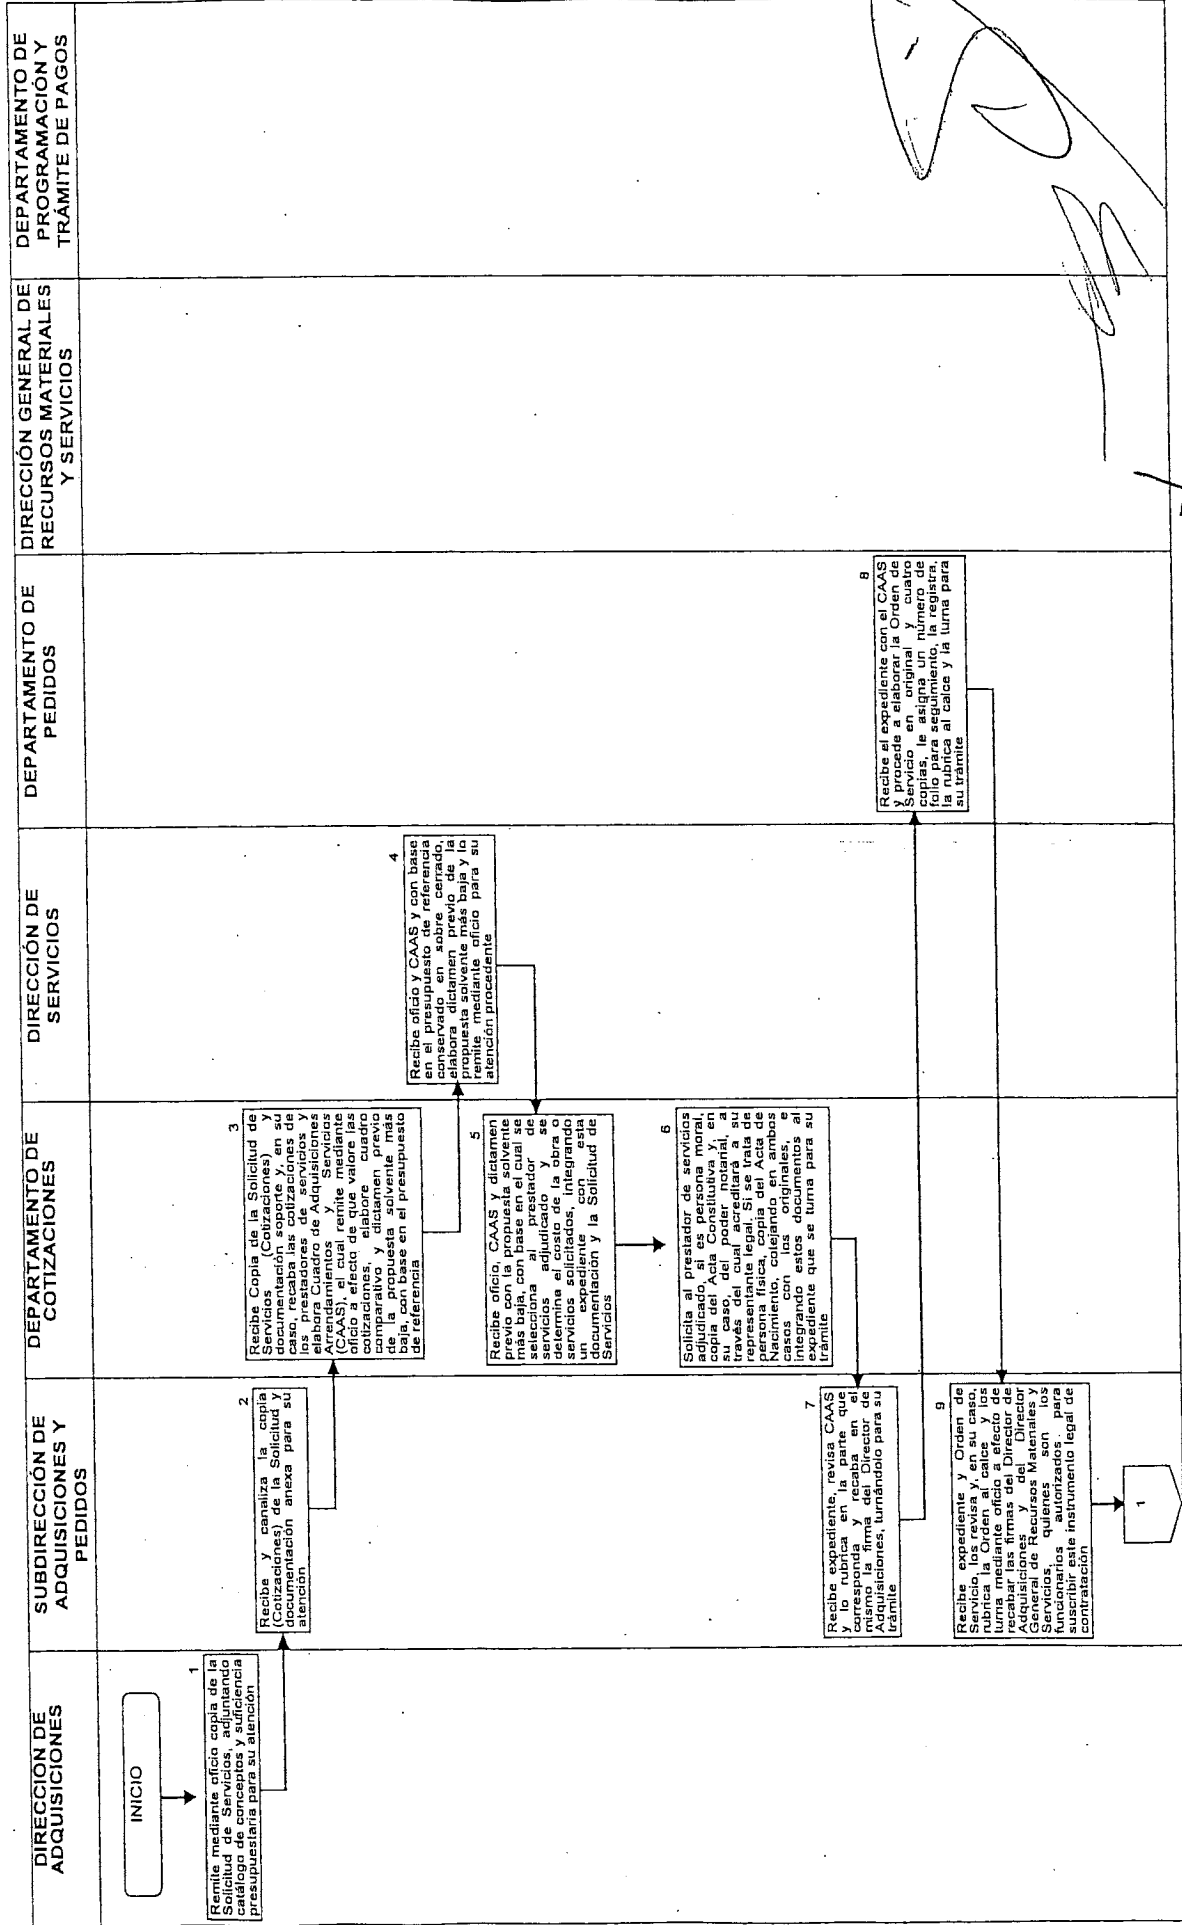 DIRECCIÓN DE
ADQUISICIONES
SUBDIRECCIÓN DE
ADQUISICIONES Y
PEDIDOS
DEPARTAMENTO DE
COTIZACIONES
DIRECCIÓN DE
SERVICIOS
DEPARTAMENTO DE
PEDIDOS
DIRECCIÓN GENERAL DE
RECURSOS MATERIALES
Y SERVICIOS
DEPARTAMENTO DE
PROGRAMACIÓN Y
TRÁMITE DE PAGOS
INICIO
1
Remite mediante oficio copia de la
Solicitud de Servicios, adjuntando
catálogo de conceptos y suficiencia
presupuestaria para su atención
2
Recibe y canaliza la copia
(Cotizaciones) de la Solicitud y
documentación anexa para su
atención
3
Recibe Copia de la Solicitud de
Servicios (Cotizaciones) y
documentación soporte y, en su
caso, recaba las cotizaciones de
los prestadores de servicios y
elabora Cuadro de Adquisiciones
Arrendamientos y Servicios
(CAAS), el cual remite mediante
oficio a efecto de que valore las
cotizaciones, elabore cuadro
comparativo y dictamen previo
de la propuesta solvente más
baja, con base en el presupuesto
de referencia
4
Recibe oficio y CAAS y con base
en el presupuesto de referencia
conservado en sobre cerrado,
elabora dictamen previo de la
propuesta solvente más baja y lo
remite mediante oficio para su
atención procedente
5
Recibe oficio, CAAS y dictamen
previo con la propuesta solvente
más baja, con base en el cual se
selecciona al prestador de
servicios adjudicado y se
determina el costo de la obra o
servicios solicitados, integrando
un expediente con esta
documentación y la Solicitud de
Servicios
6
Solicita al prestador de servicios
adjudicado, si es persona moral,
copia del Acta Constitutiva y, en
su caso, del poder notarial, a
través del cual acreditará a su
representante legal. Si se trata de
persona física, copia del Acta de
Nacimiento, cotejando en ambos
casos con los originales, e
integrando estos documentos al
expediente que se turna para su
trámite
7
Recibe expediente, revisa CAAS
y lo rubrica en la parte que
corresponda y recaba en el
mismo la firma del Director de
Adquisiciones, turnándolo para su
trámite
8
Recibe el expediente con el CAAS
y procede a elaborar la Orden de
Servicio en original y cuatro
copias, le asigna un número de
folio para seguimiento, la registra,
la rubrica al calce y la turna para
su trámite
9
Recibe expediente y Orden de
Servicio, los revisa y, en su caso,
rubrica la Orden al calce y los
turna mediante oficio a efecto de
recabar las firmas del Director de
Adquisiciones y del Director
General de Recursos Materiales y
Servicios, quienes son los
funcionarios autorizados para
suscribir este instrumento legal de
contratación
1